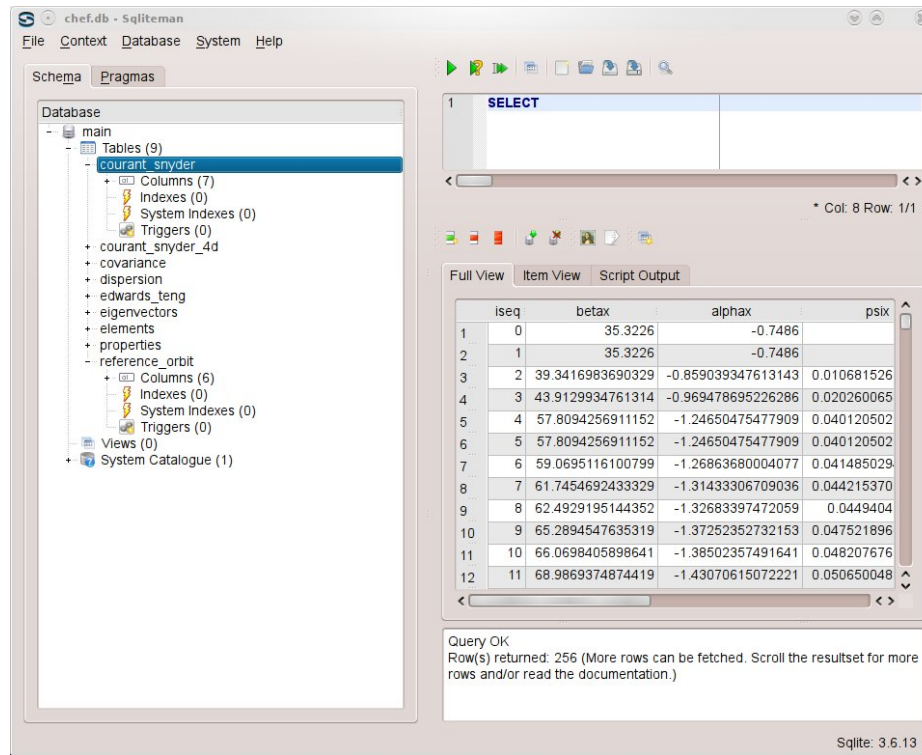 chef.db - Sqliteman
File Context Database System Help
Schema Pragmas
Database
main
Tables (9)
courant_snyder
Columns (7)
Indexes (0)
System Indexes (0)
Triggers (0)
courant_snyder_4d
covariance
dispersion
edwards_teng
eigenvectors
elements
properties
reference_orbit
Columns (6)
Indexes (0)
System Indexes (0)
Triggers (0)
Views (0)
System Catalogue (1)
1 SELECT
* Col: 8 Row: 1/1
Full View Item View Script Output
iseq betax alphax psix
1 0 35.3226 -0.7486
2 1 35.3226 -0.7486
3 2 39.3416983690329 -0.859039347613143 0.010681526
4 3 43.9129934761314 -0.969478695226286 0.020260065
5 4 57.8094256911152 -1.24650475477909 0.040120502
6 5 57.8094256911152 -1.24650475477909 0.040120502
7 6 59.0695116100799 -1.26863680004077 0.041485029
8 7 61.7454692433329 -1.31433306709036 0.044215370
9 8 62.4929195144352 -1.32683397472059 0.0449404
10 9 65.2894547635319 -1.37252352732153 0.047521896
11 10 66.0698405898641 -1.38502357491641 0.048207676
12 11 68.9869374874419 -1.43070615072221 0.050650048
Query OK
Row(s) returned: 256 (More rows can be fetched. Scroll the resultset for more
rows and/or read the documentation.)
Sqlite: 3.6.13